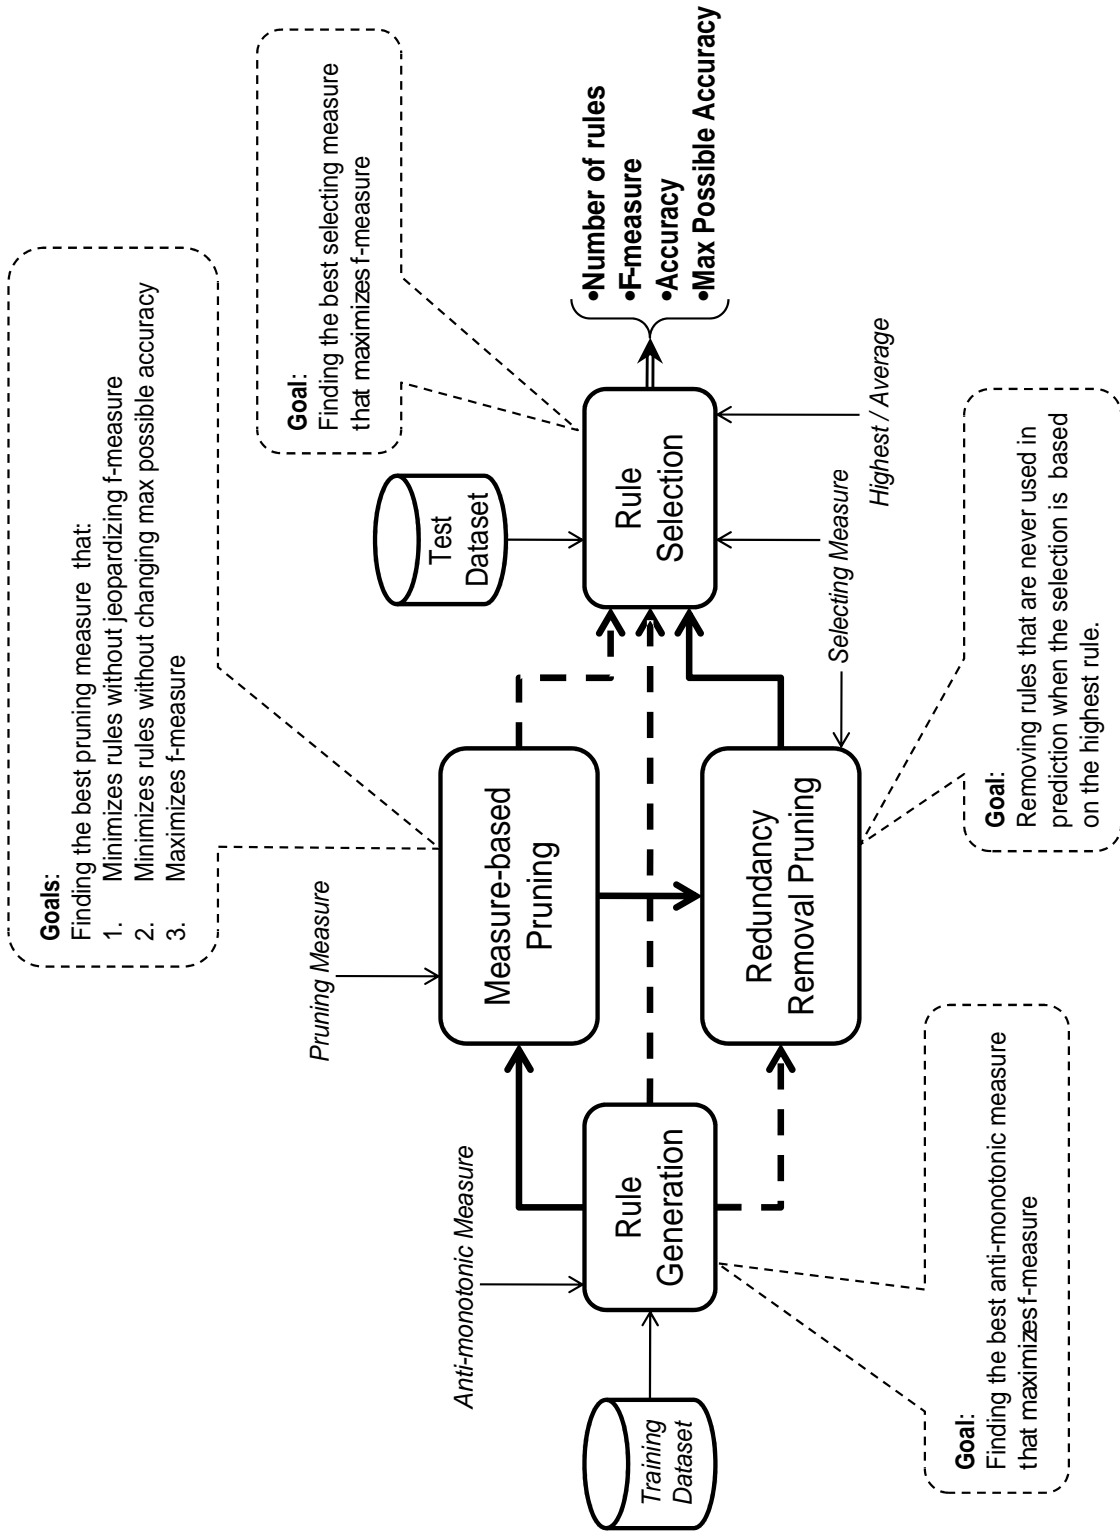 Goals:
Finding the best pruning measure that:
1. Minimizes rules without jeopardizing f-measure
2. Minimizes rules without changing max possible accuracy
3. Maximizes f-measure
Goal:
Finding the best selecting measure
that maximizes f-measure
Pruning Measure
Anti-monotonic Measure
Test
Dataset
Measure-based
Pruning
Training
Dataset
Rule
Generation
Rule
Selection
•Number of rules
•F-measure
•Accuracy
•Max Possible Accuracy
Redundancy
Removal Pruning
Selecting Measure
Highest / Average
Goal:
Finding the best anti-monotonic measure
that maximizes f-measure
Goal:
Removing rules that are never used in
prediction when the selection is based
on the highest rule.